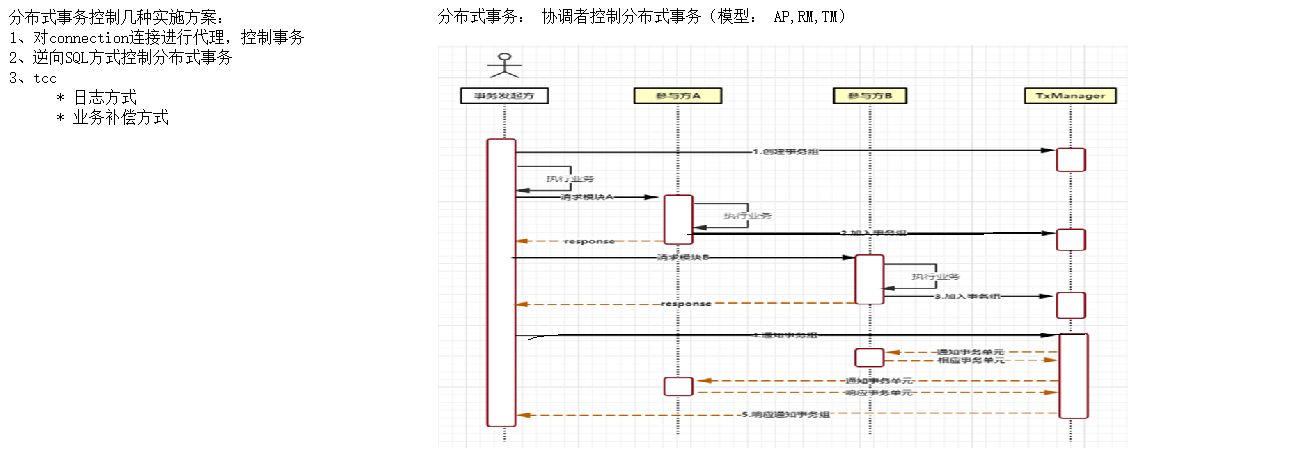 分布式事务控制几种实施方案：
1、对connection连接进行代理，控制事务
2、逆向SQL方式控制分布式事务
3、tcc
* 日志方式
* 业务补偿方式
分布式事务： 协调者控制分布式事务（模型： AP,RM,TM）
事务发起方
参与方A
参与方B
TxManager
1.创建事务组
执行业务
请求模块A
执行业务
2.加入事务组
response
请求模块B
执行业务
3.加入事务组
response
通知事务组
通知事务单元
相应事务单元
通知事务单元
响应事务单元
5.响应通知事务组